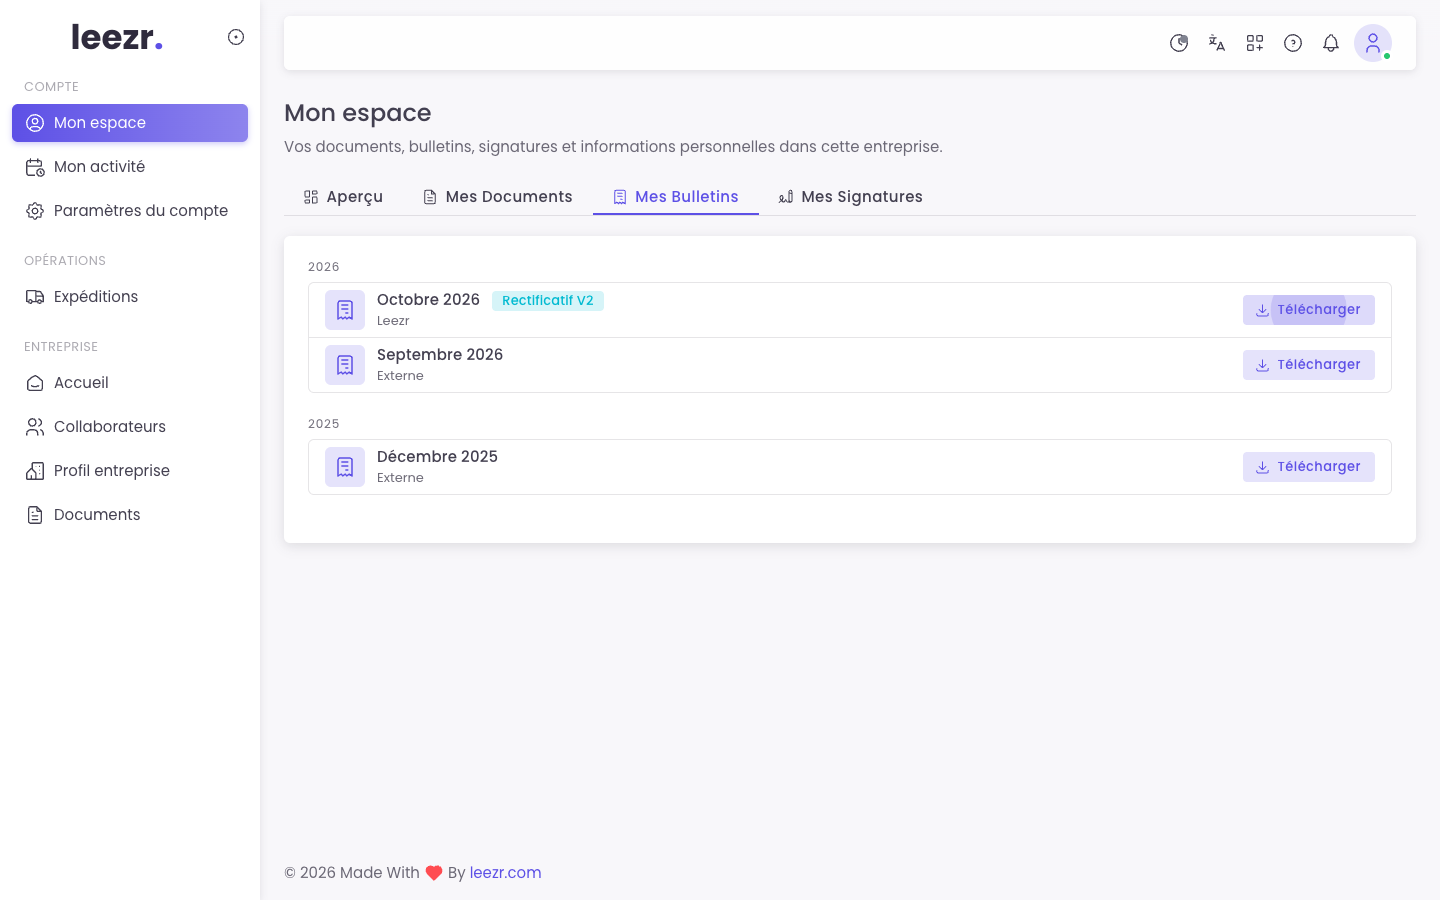 leezr.
COMPTE
Mon espace
Mon activité
Paramètres du compte
OPÉRATIONS
Expéditions
ENTREPRISE
Accueil
Collaborateurs
Profil entreprise
Documents
Mon espace
Vos documents, bulletins, signatures et informations personnelles dans cette entreprise.
Aperçu Mes Documents Mes Bulletins Mes Signatures
2026
Octobre 2026 Rectificatif V2
Leezr
Télécharger
Septembre 2026
Externe
Télécharger
2025
Décembre 2025
Externe
Télécharger
© 2026 Made With ❤ By leezr.com